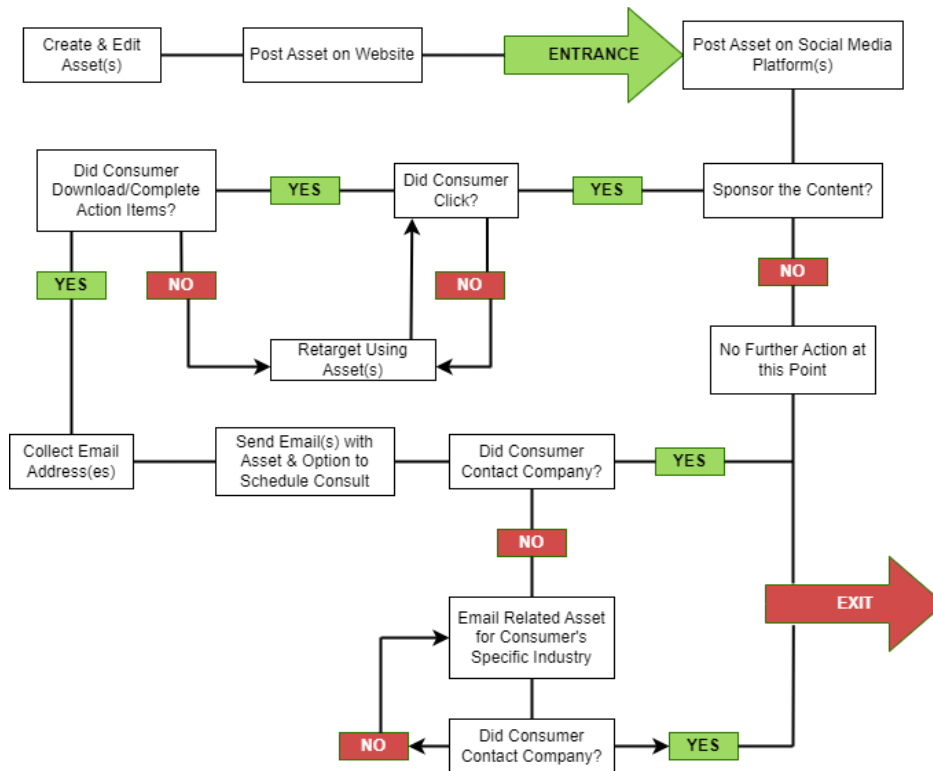 Create & Edit
Asset(s)
Post Asset on Website
ENTRANCE
Post Asset on Social Media
Platform(s)
Did Consumer
Download/Complete
Action Items?
YES
Did Consumer
Click?
YES
Sponsor the Content?
YES
NO
NO
NO
Retarget Using
Asset(s)
No Further Action at
this Point
Collect Email
Address(es)
Send Email(s) with
Asset & Option to
Schedule Consult
Did Consumer
Contact Company?
YES
NO
EXIT
Email Related Asset
for Consumer's
Specific Industry
NO
Did Consumer
Contact Company?
YES